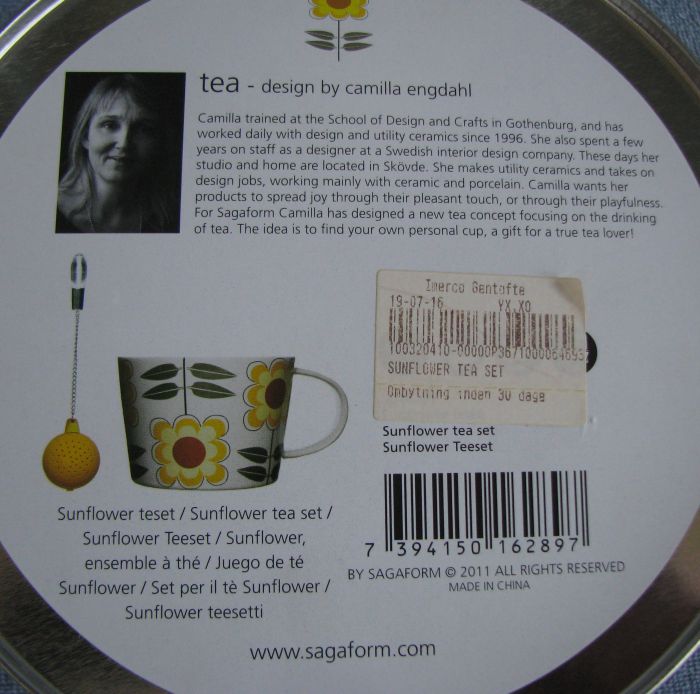 tea - design by camilla engdahl
Camilla trained at the School of Design and Crafts in Gothenburg, and has
worked daily with design and utility ceramics since 1996. She also spent a few
years on staff as a designer at a Swedish interior design company. These days her
studio and home are located in Skövde. She makes utility ceramics and takes on
design jobs, working mainly with ceramic and porcelain. Camilla wants her
products to spread joy through their pleasant touch, or through their playfulness.
For Sagaform Camilla has designed a new tea concept focusing on the drinking
of tea. The idea is to find your own personal cup, a gift for a true tea lover!
Imerco Gentofte
19-07-16 YX.XO
SUNFLOWER TEA SET
Ombytning inden 30 dage
Sunflower tea set
Sunflower Teeset
7 394150 162897
BY SAGAFORM © 2011 ALL RIGHTS RESERVED
MADE IN CHINA
Sunflower teset / Sunflower tea set /
Sunflower Teeset / Sunflower,
ensemble à thé / Juego de té
Sunflower / Set per il tè Sunflower /
Sunflower teesetti
www.sagaform.com